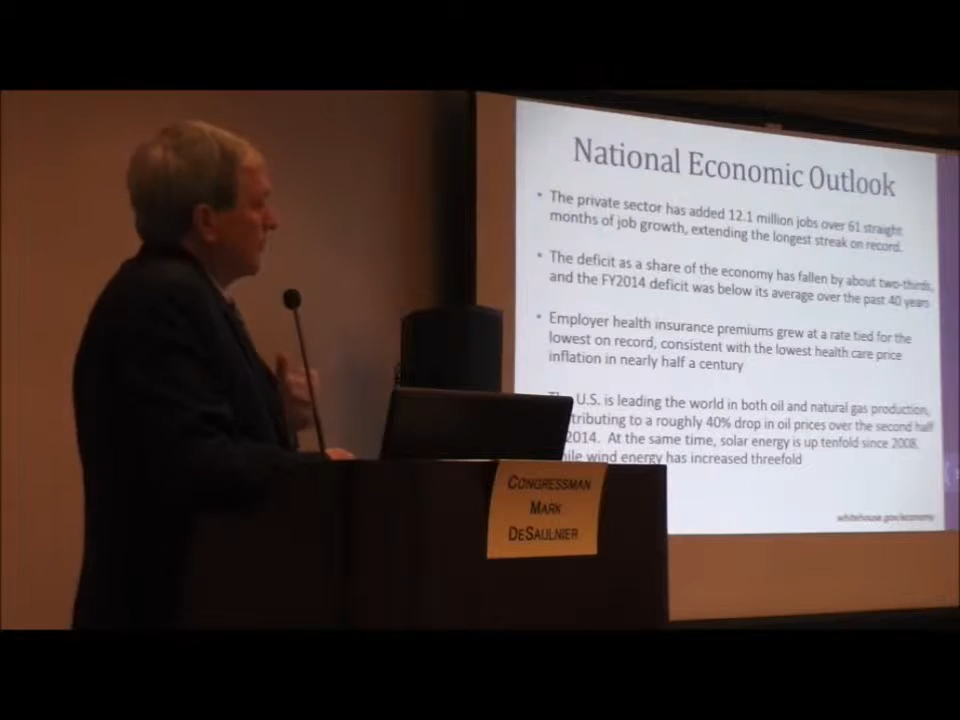 National Economic Outlook
• The private sector has added 12.1 million jobs over 61 straight
months of job growth, extending the longest streak on record.
• The deficit as a share of the economy has fallen by about two-thirds,
and the FY2014 deficit was below its average over the past 40 years
• Employer health insurance premiums grew at a rate tied for the
lowest on record, consistent with the lowest health care price
inflation in nearly half a century
U.S. is leading the world in both oil and natural gas production,
tributing to a roughly 40% drop in oil prices over the second half
2014. At the same time, solar energy is up tenfold since 2008,
ile wind energy has increased threefold
whitehouse.gov/economy
CONGRESSMAN
MARK
DESAULNIER